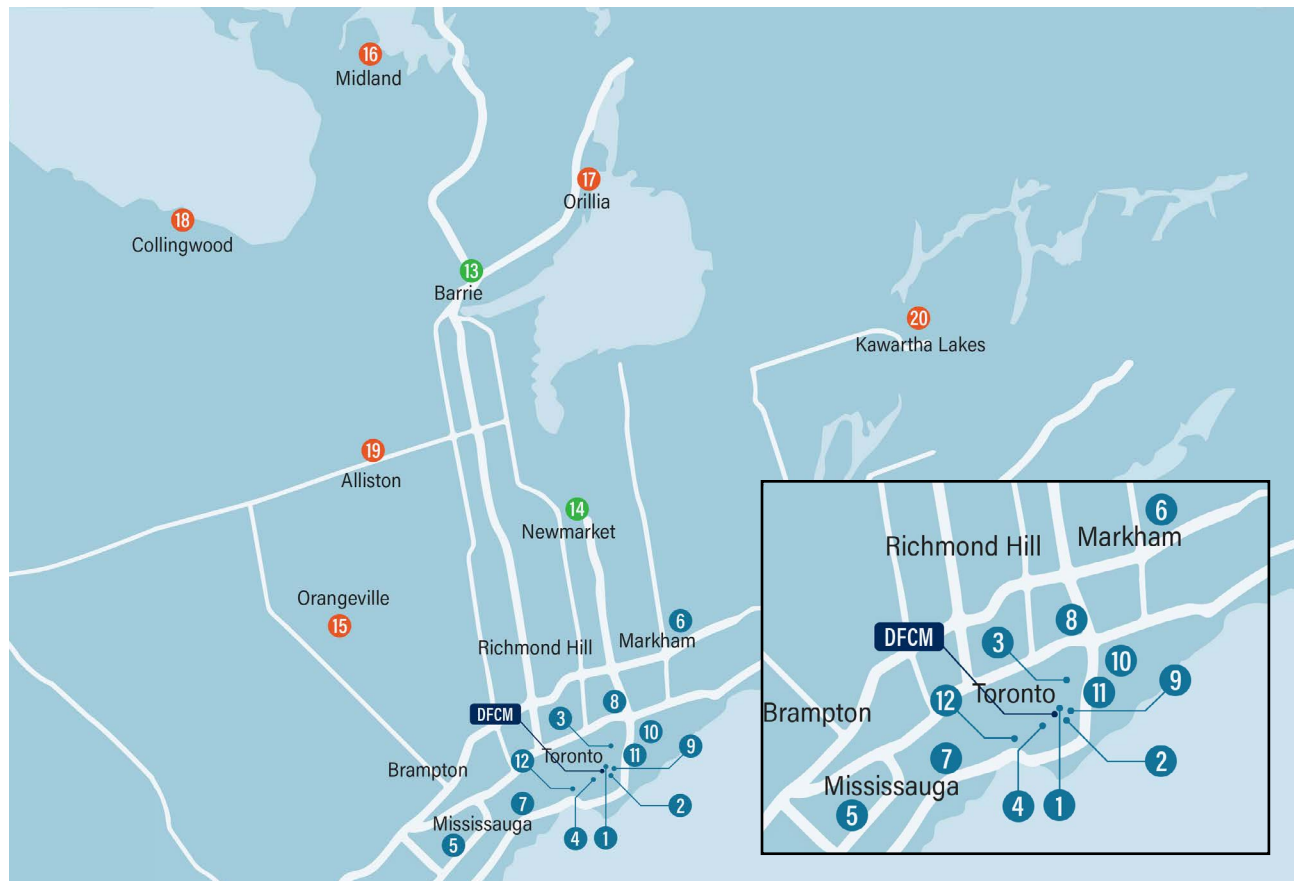 16
Midland
17
Orillia
18
Collingwood
13
Barrie
20
Kawartha Lakes
19
Alliston
14
Newmarket
Orangeville
15
6
Richmond Hill
Markham
8
DFCM
3
10
12
Toronto
11
9
Brampton
7
2
Mississauga
5
4
1
6
Richmond Hill
Markham
8
DFCM
3
10
9
Toronto
11
12
Brampton
2
7
Mississauga
5
4
1